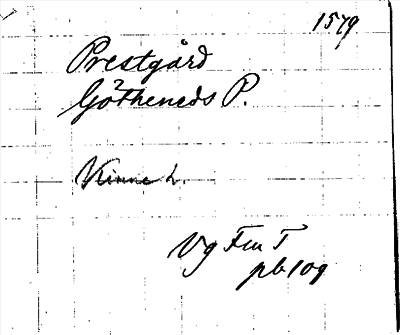 1579
Prestgård
Götheneds P.
Kinne h.
Vg Fm T
pb 109